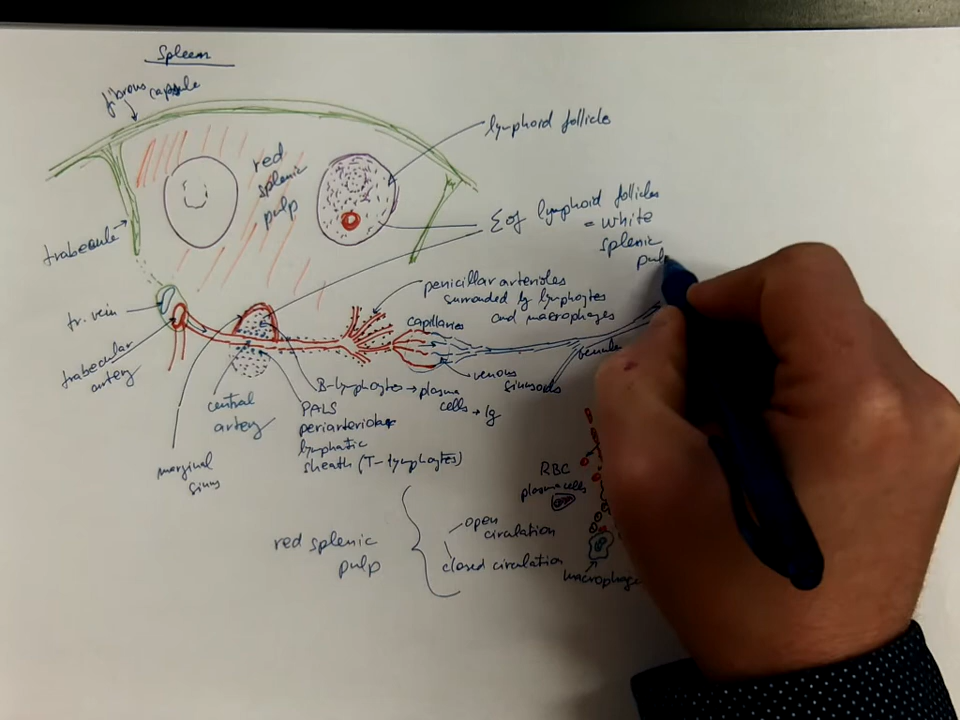 Spleen
fibrous capsule
lymphoid follicle
red
splenic
pulp
Σ of lymphoid follicles
= white
splenic
pulp
trabecule
tr. vein
trabecular
artery
penicillar arterioles
surrounded by lymphocytes
and macrophages
capillaries
venous
sinusoids
B-lymphocytes → plasma
cells → Ig
central
artery
PALS
periarteriolar
lymphatic
sheath (T-lymphocytes)
marginal
sinus
RBC
plasma cells
red splenic
pulp
open
circulation
closed circulation
macrophage